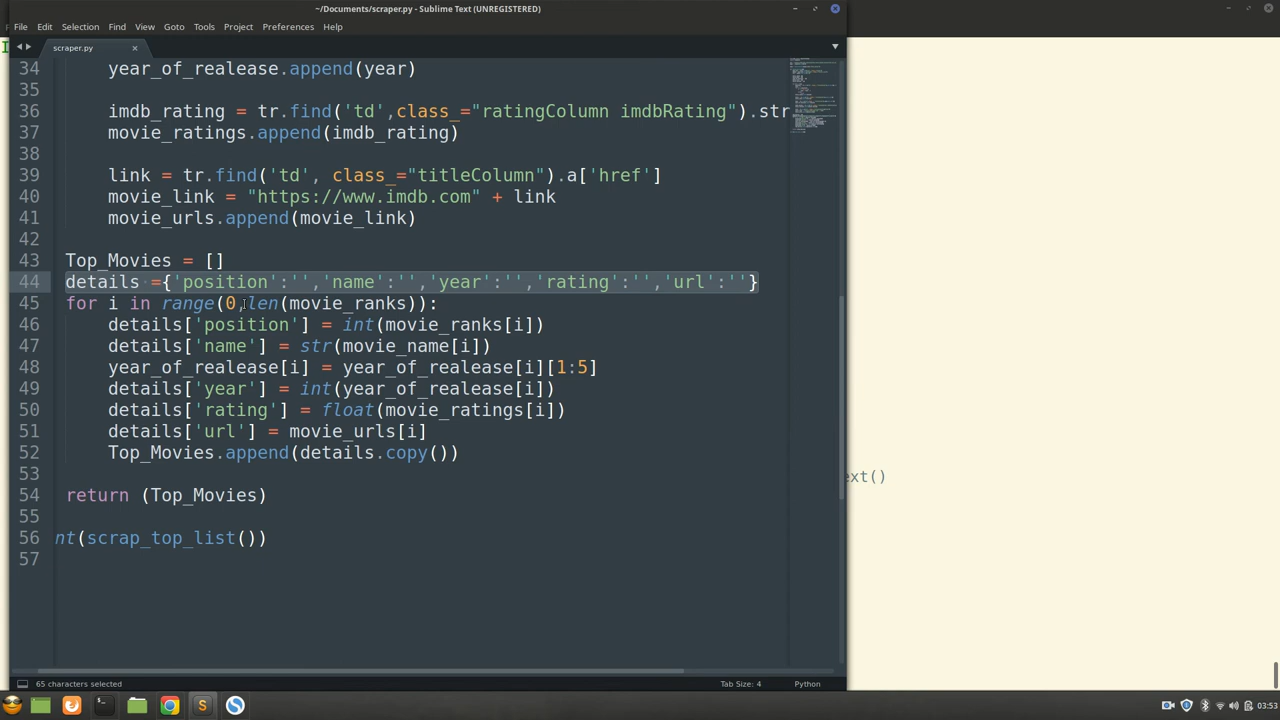 ~/Documents/scraper.py - Sublime Text (UNREGISTERED)
File Edit Selection Find View Goto Tools Project Preferences Help
scraper.py
34 year_of_realease.append(year)
35
36 imdb_rating = tr.find('td',class_="ratingColumn imdbRating").str
37 movie_ratings.append(imdb_rating)
38
39 link = tr.find('td', class_="titleColumn").a['href']
40 movie_link = "https://www.imdb.com" + link
41 movie_urls.append(movie_link)
42
43 Top_Movies = []
44 details ={'position':'','name':'','year':'','rating':'','url':''}
45 for i in range(0,len(movie_ranks)):
46 details['position'] = int(movie_ranks[i])
47 details['name'] = str(movie_name[i])
48 year_of_realease[i] = year_of_realease[i][1:5]
49 details['year'] = int(year_of_realease[i])
50 details['rating'] = float(movie_ratings[i])
51 details['url'] = movie_urls[i]
52 Top_Movies.append(details.copy())
53
54 return (Top_Movies)
55
56 nt(scrap_top_list())
57
ext()
65 characters selected
Tab Size: 4
Python
03:53